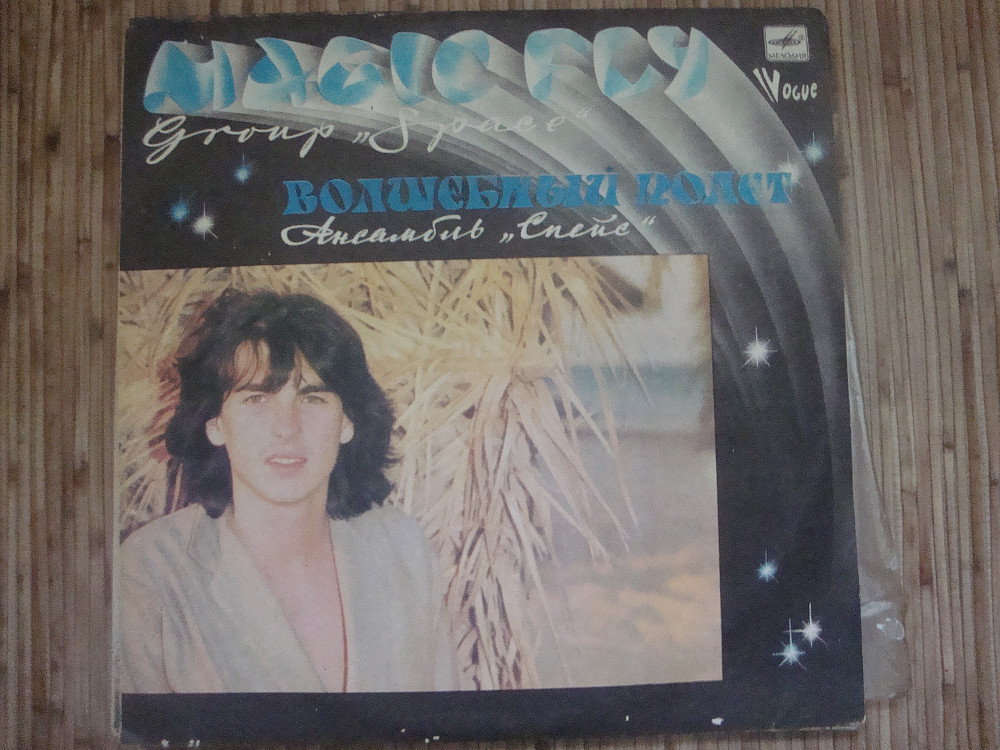 MAGIC FLY
МЕЛОДИЯ
Vogue
Group „Space“
ВОЛШЕБНЫЙ ПОЛЕТ
Ансамбль „Спейс“